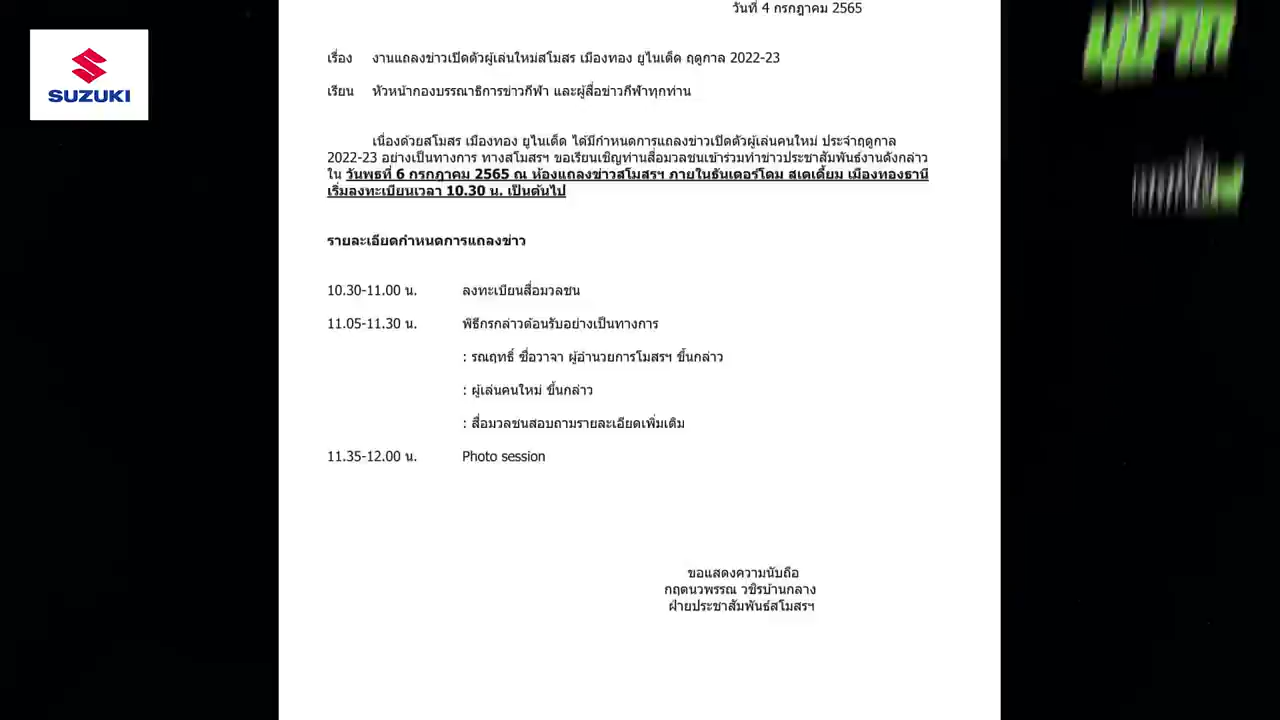 วันที่ 4 กรกฎาคม 2565
SUZUKI
เรื่อง งานแถลงข่าวเปิดตัวผู้เล่นใหม่สโมสร เมืองทอง ยูไนเต็ด ฤดูกาล 2022-23
เรียน หัวหน้ากองบรรณาธิการข่าวกีฬา และผู้สื่อข่าวกีฬาทุกท่าน
เนื่องด้วยสโมสร เมืองทอง ยูไนเต็ด ได้มีกำหนดการแถลงข่าวเปิดตัวผู้เล่นคนใหม่ ประจำฤดูกาล
2022-23 อย่างเป็นทางการ ทางสโมสรฯ ขอเรียนเชิญท่านสื่อมวลชนเข้าร่วมทำข่าวประชาสัมพันธ์งานดังกล่าว
ใน วันพุธที่ 6 กรกฎาคม 2565 ณ ห้องแถลงข่าวสโมสรฯ ภายในธันเดอร์โดม สเตเดี้ยม เมืองทองธานี
เริ่มลงทะเบียนเวลา 10.30 น. เป็นต้นไป
รายละเอียดกำหนดการแถลงข่าว
10.30-11.00 น. ลงทะเบียนสื่อมวลชน
11.05-11.30 น. พิธีกรกล่าวต้อนรับอย่างเป็นทางการ
: รณฤทธิ์ ซื่อวาจา ผู้อำนวยการโมสรฯ ขึ้นกล่าว
: ผู้เล่นคนใหม่ ขึ้นกล่าว
: สื่อมวลชนสอบถามรายละเอียดเพิ่มเติม
11.35-12.00 น. Photo session
ขอแสดงความนับถือ
กฤตนวพรรณ วชิรบ้านกลาง
ฝ่ายประชาสัมพันธ์สโมสรฯ